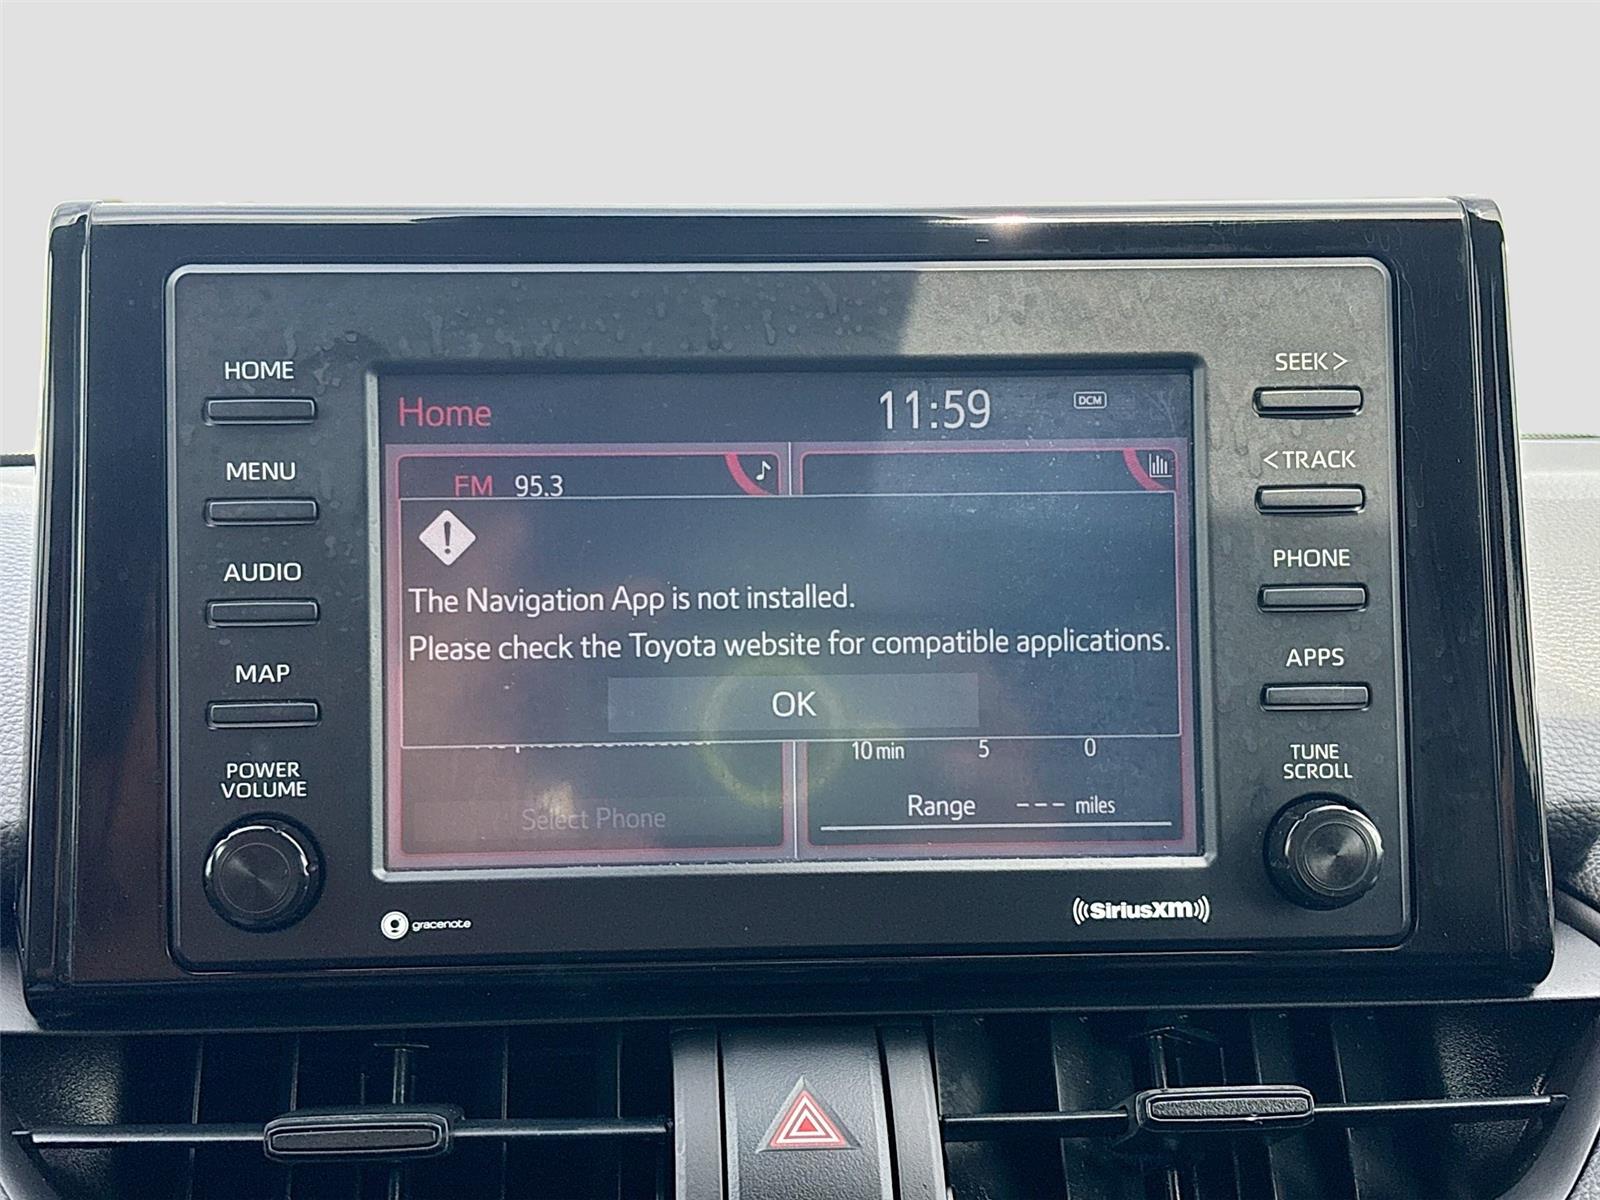 HOME
MENU
AUDIO
MAP
POWER
VOLUME
Home
11:59
DCM
FM 95.3
!
The Navigation App is not installed.
Please check the Toyota website for compatible applications.
OK
10 min 5 0
Select Phone
Range --- miles
SEEK >
< TRACK
PHONE
APPS
TUNE
SCROLL
gracenote
((SiriusXM))